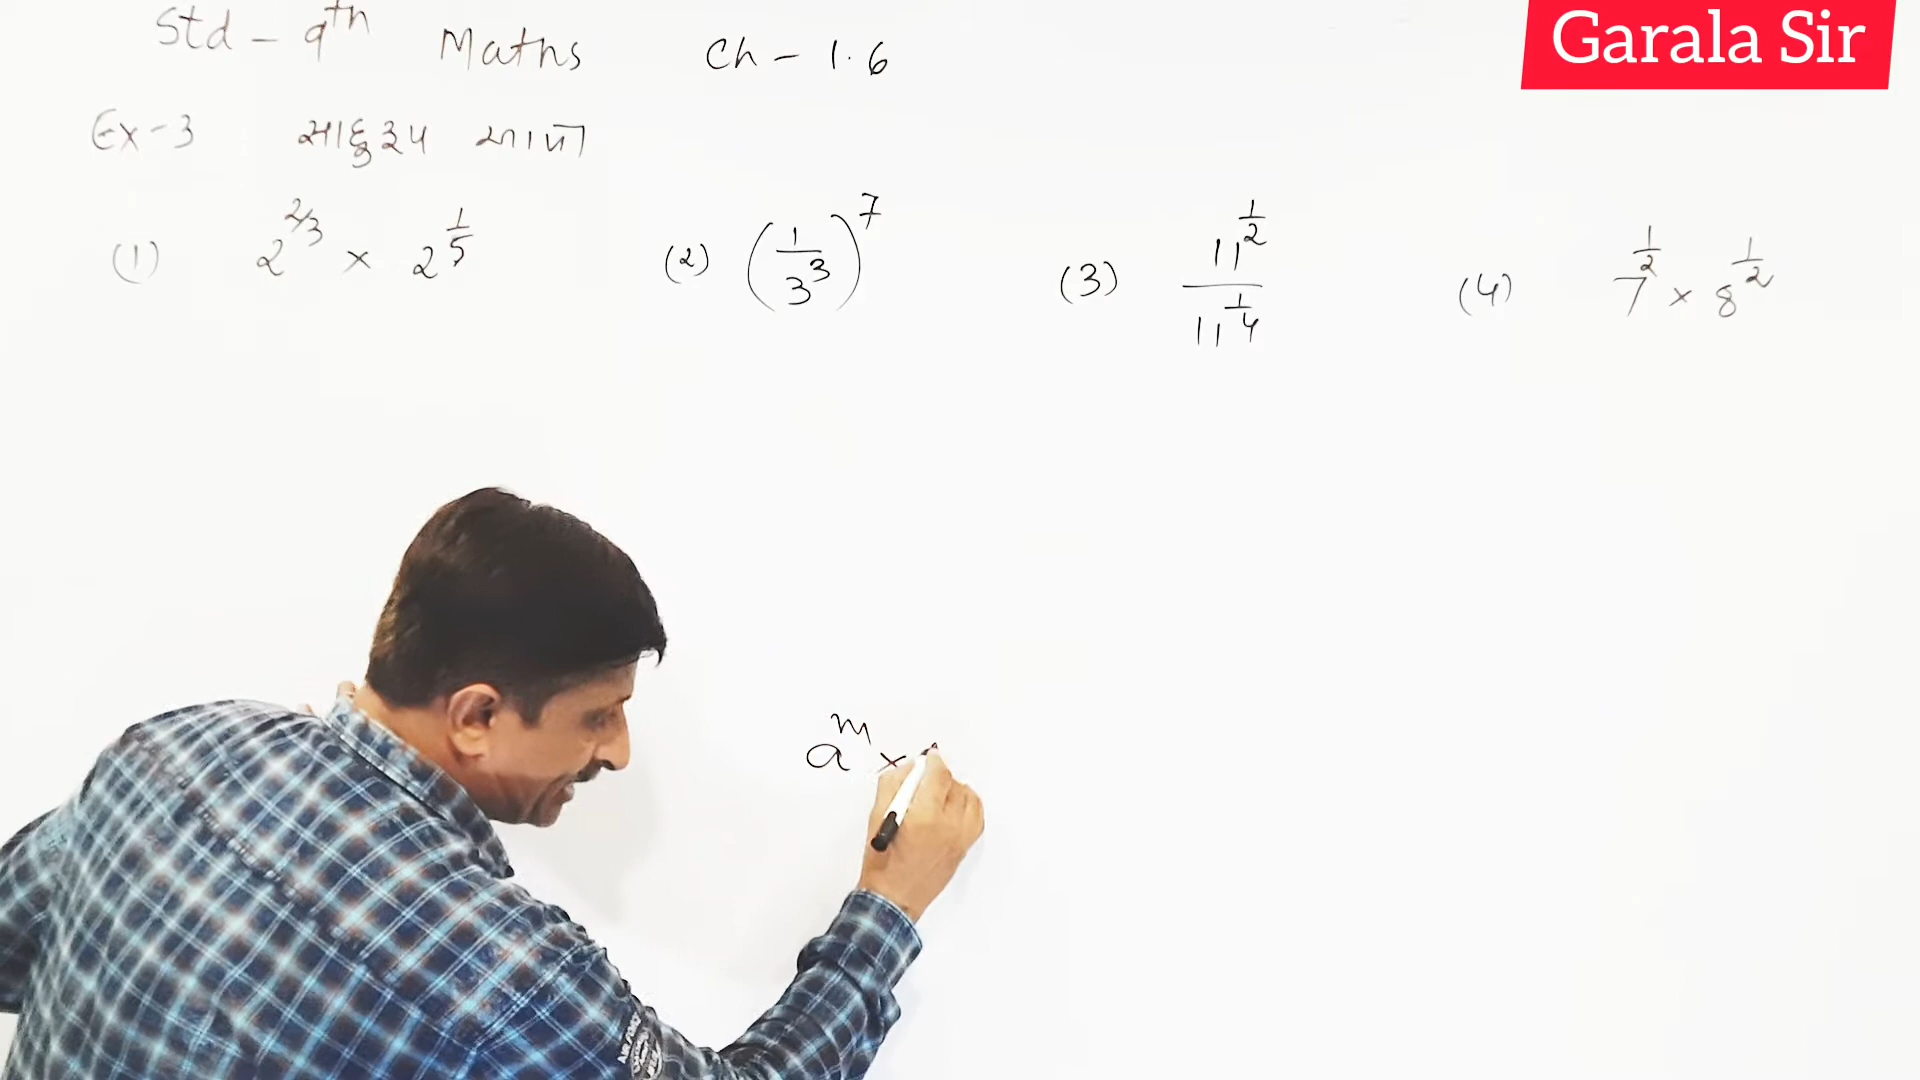 Std - 9th Maths Ch - 1.6
Garala Sir
Ex-3 સાદુરૂપ આપો
(1) 2^{2/3} × 2^{1/5} (2) (1/3^3)^7 (3) 11^{1/2} / 11^{1/4} (4) 7^{1/2} × 8^{1/2}
a^m ×